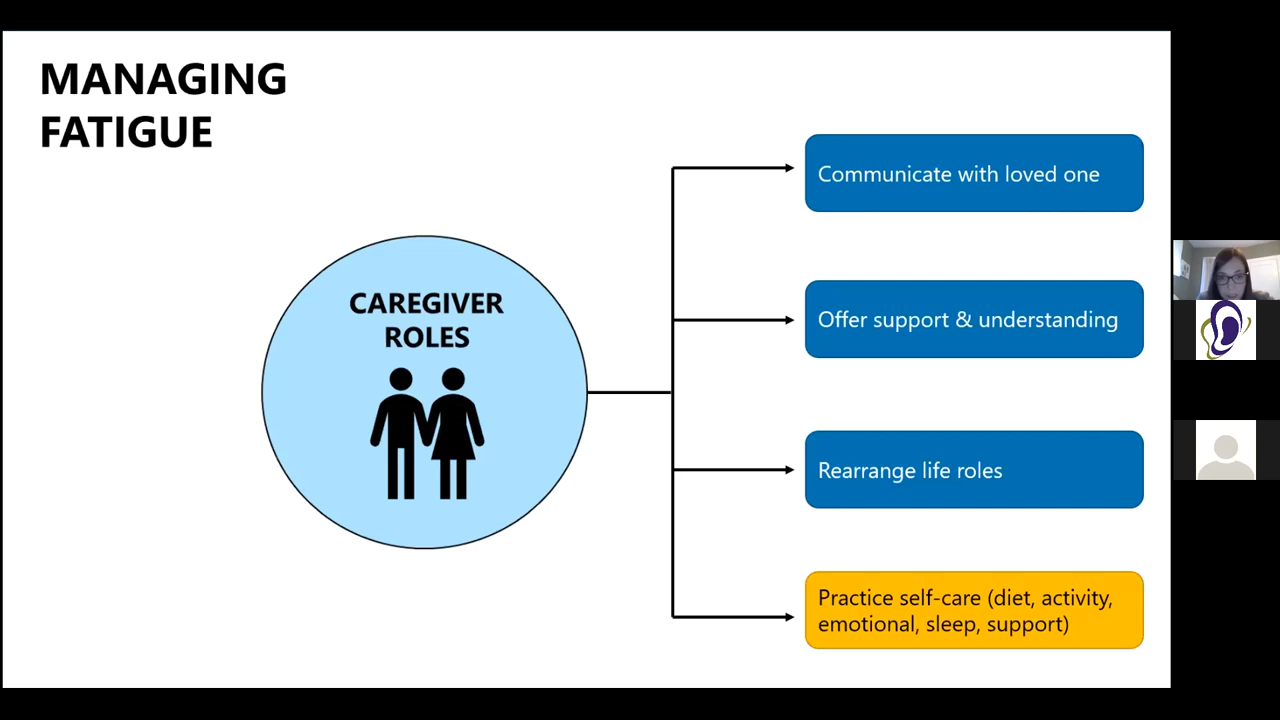 MANAGING
FATIGUE
CAREGIVER
ROLES
Communicate with loved one
Offer support & understanding
Rearrange life roles
Practice self-care (diet, activity,
emotional, sleep, support)